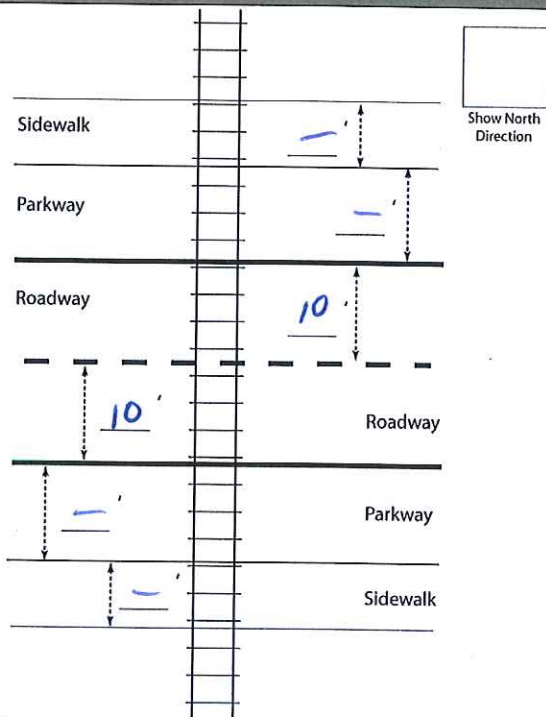 Show North
Direction
Sidewalk
— '
Parkway
— '
Roadway
10 '
10 '
Roadway
— '
Parkway
— '
Sidewalk